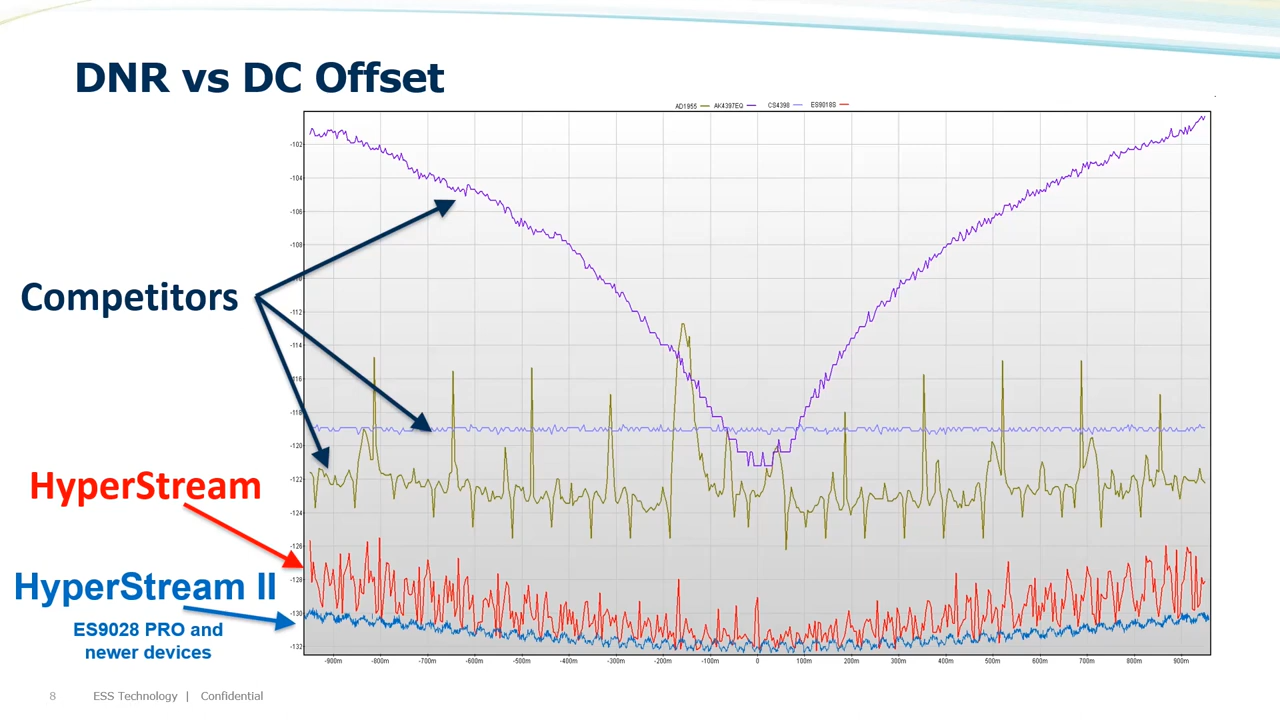 DNR vs DC Offset
AD1955 AK4397EQ CS4398 ES9018S
-102
-104
-106
-108
-110
-112
-114
-116
-118
-120
-122
-124
-126
-128
-130
-132
Competitors
HyperStream
HyperStream II
ES9028 PRO and
newer devices
-900m -800m -700m -600m -500m -400m -300m -200m -100m 0 100m 200m 300m 400m 500m 600m 700m 800m 900m
8 ESS Technology | Confidential